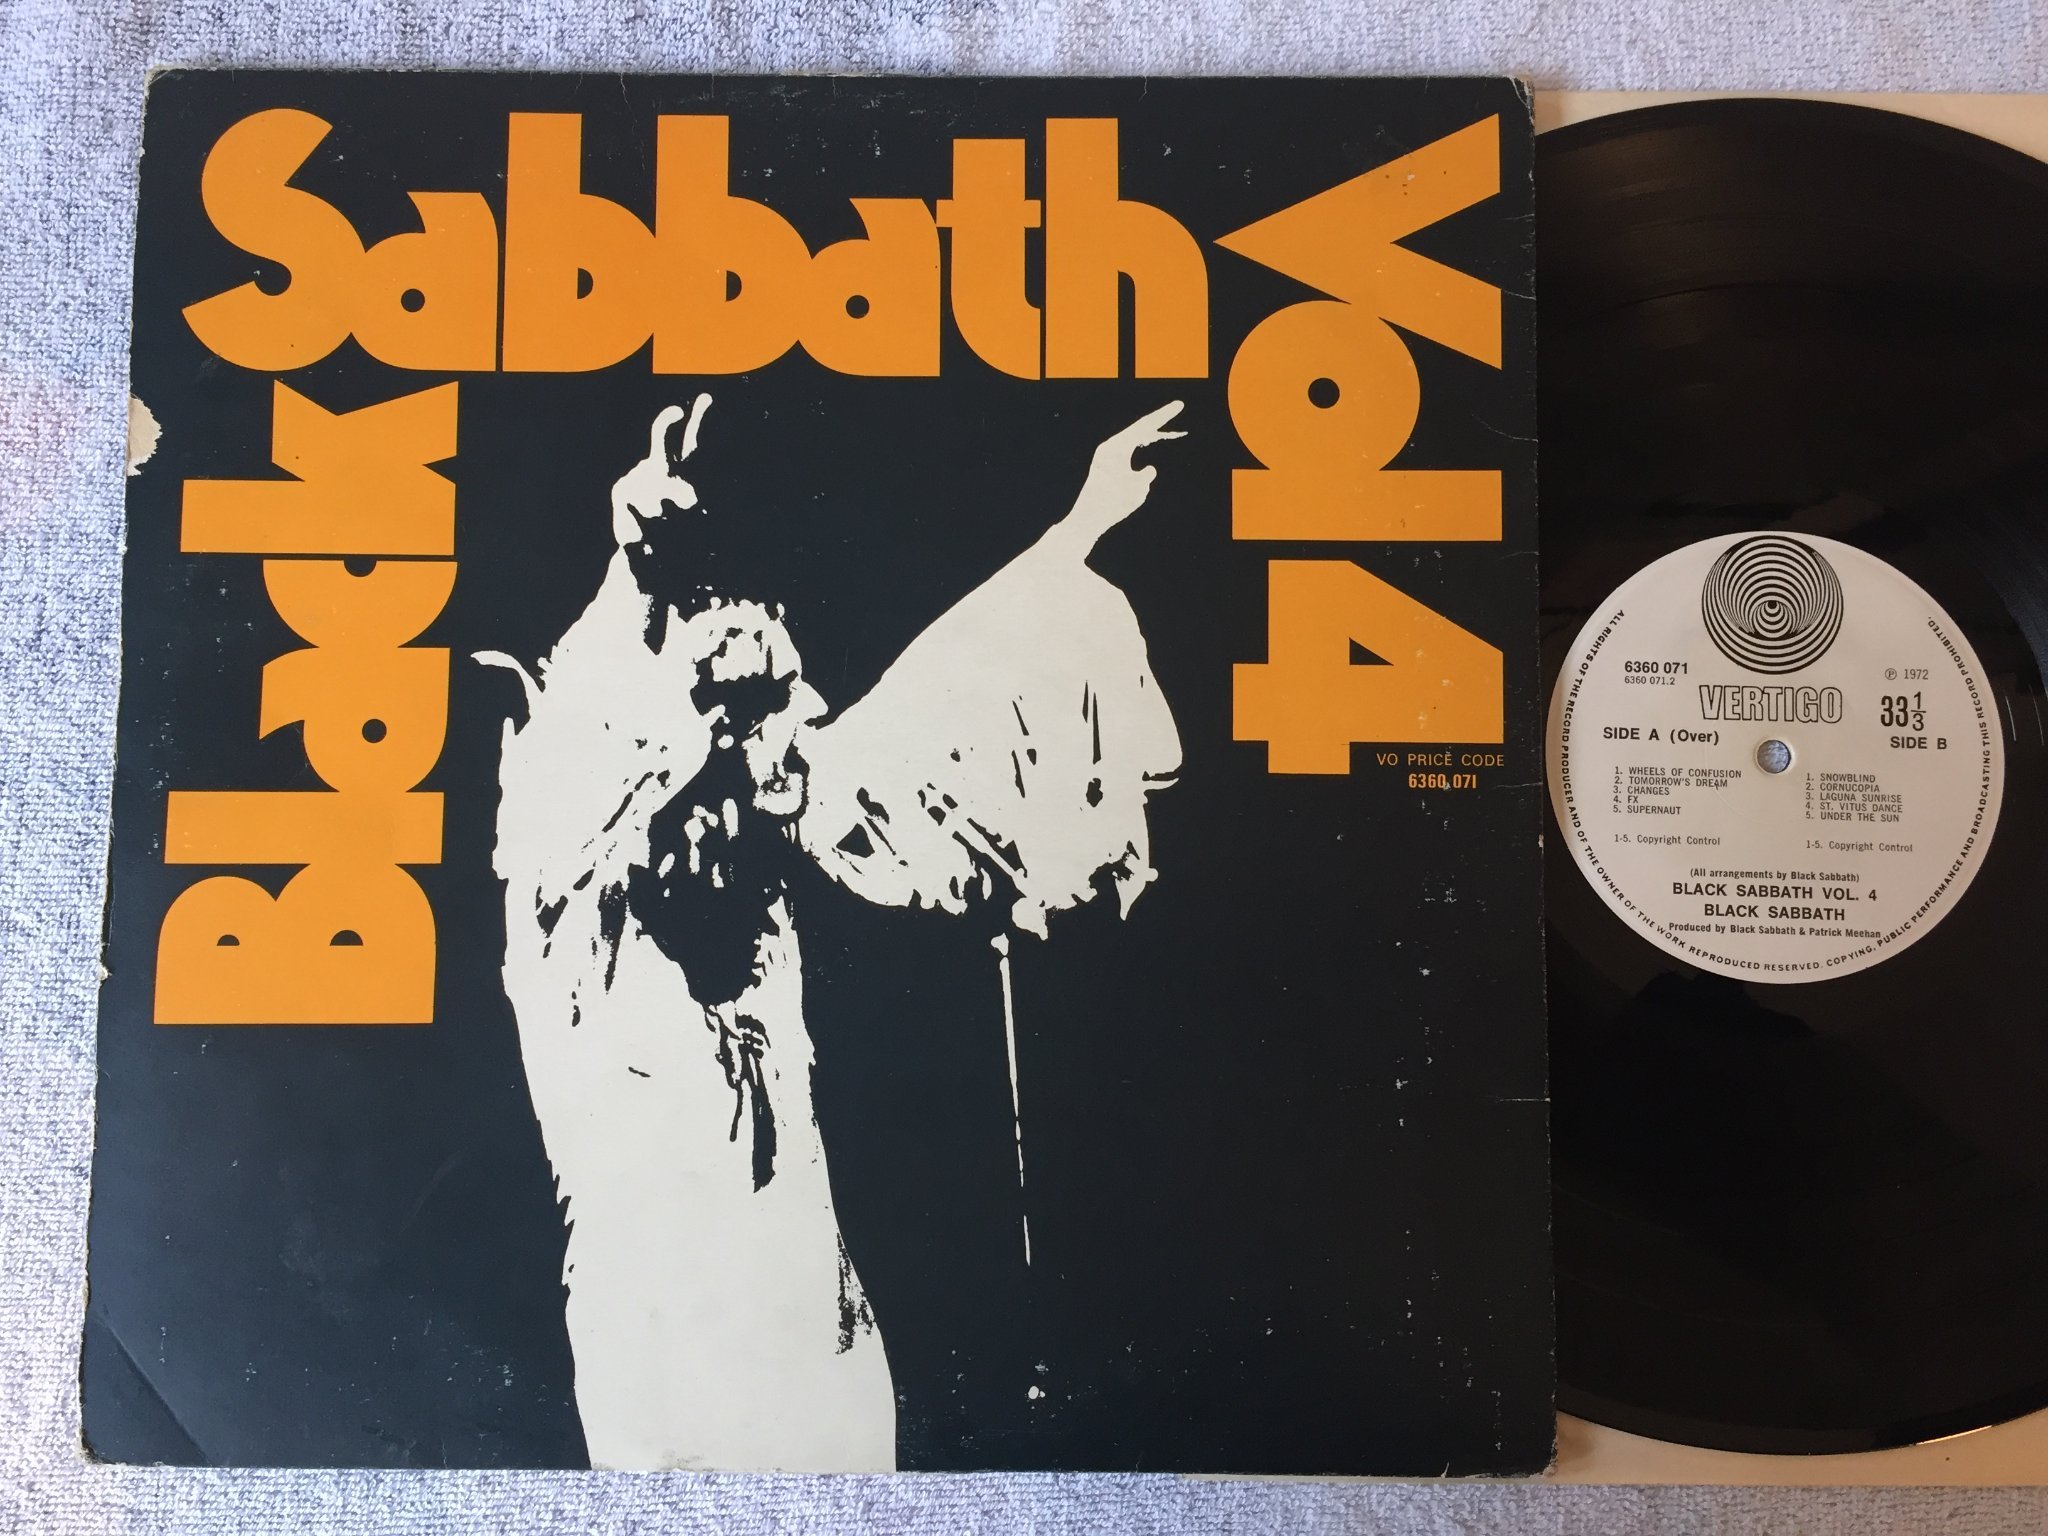 Black
Sabbath
Vol 4
VO PRICE CODE
6360 071
ALL RIGHTS OF THE RECORD PRODUCER AND OF THE OWNER OF THE WORK REPRODUCED RESERVED. COPYING, PUBLIC PERFORMANCE AND BROADCASTING THIS RECORD PROHIBITED.
6360 071
6360 071.2
℗ 1972
VERTIGO
33 1/3
SIDE A (Over)
SIDE B
1. WHEELS OF CONFUSION
2. TOMORROW'S DREAM
3. CHANGES
4. FX
5. SUPERNAUT
1-5. Copyright Control
1. SNOWBLIND
2. CORNUCOPIA
3. LAGUNA SUNRISE
4. ST. VITUS DANCE
5. UNDER THE SUN
1-5. Copyright Control
(All arrangements by Black Sabbath)
BLACK SABBATH VOL. 4
BLACK SABBATH
Produced by Black Sabbath & Patrick Meehan